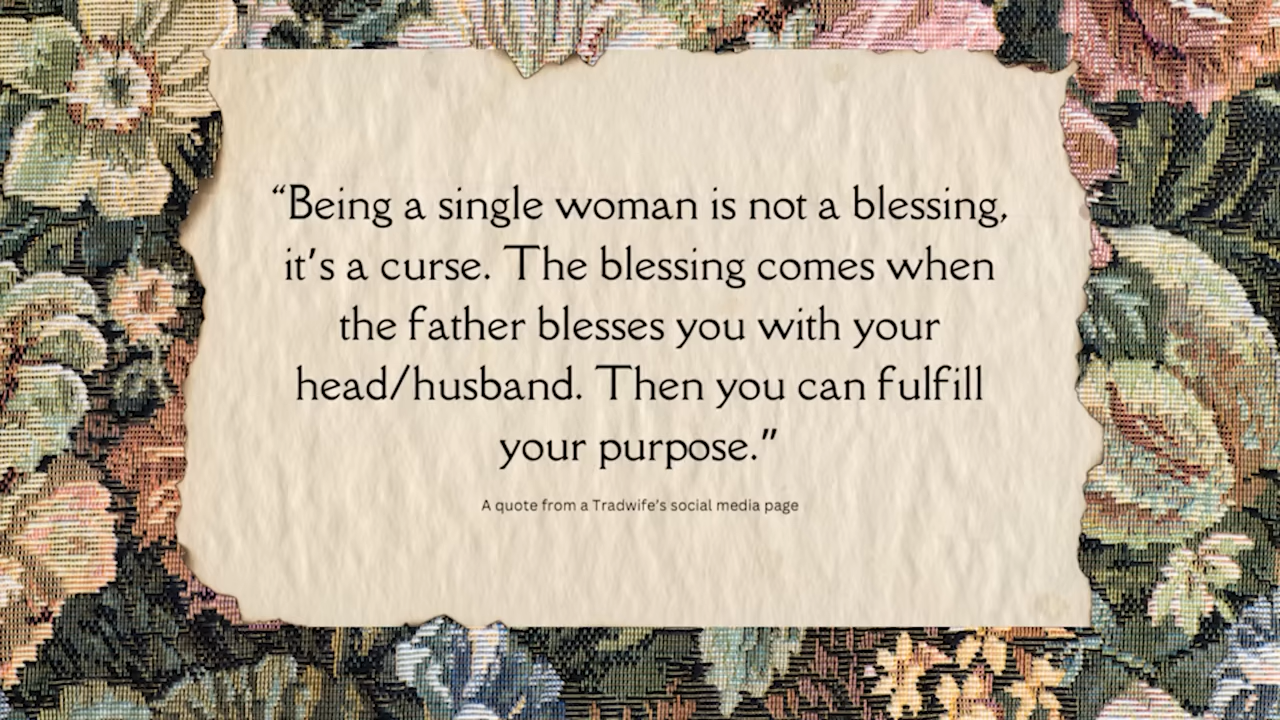 “Being a single woman is not a blessing,
it's a curse. The blessing comes when
the father blesses you with your
head/husband. Then you can fulfill
your purpose.”
A quote from a Tradwife's social media page